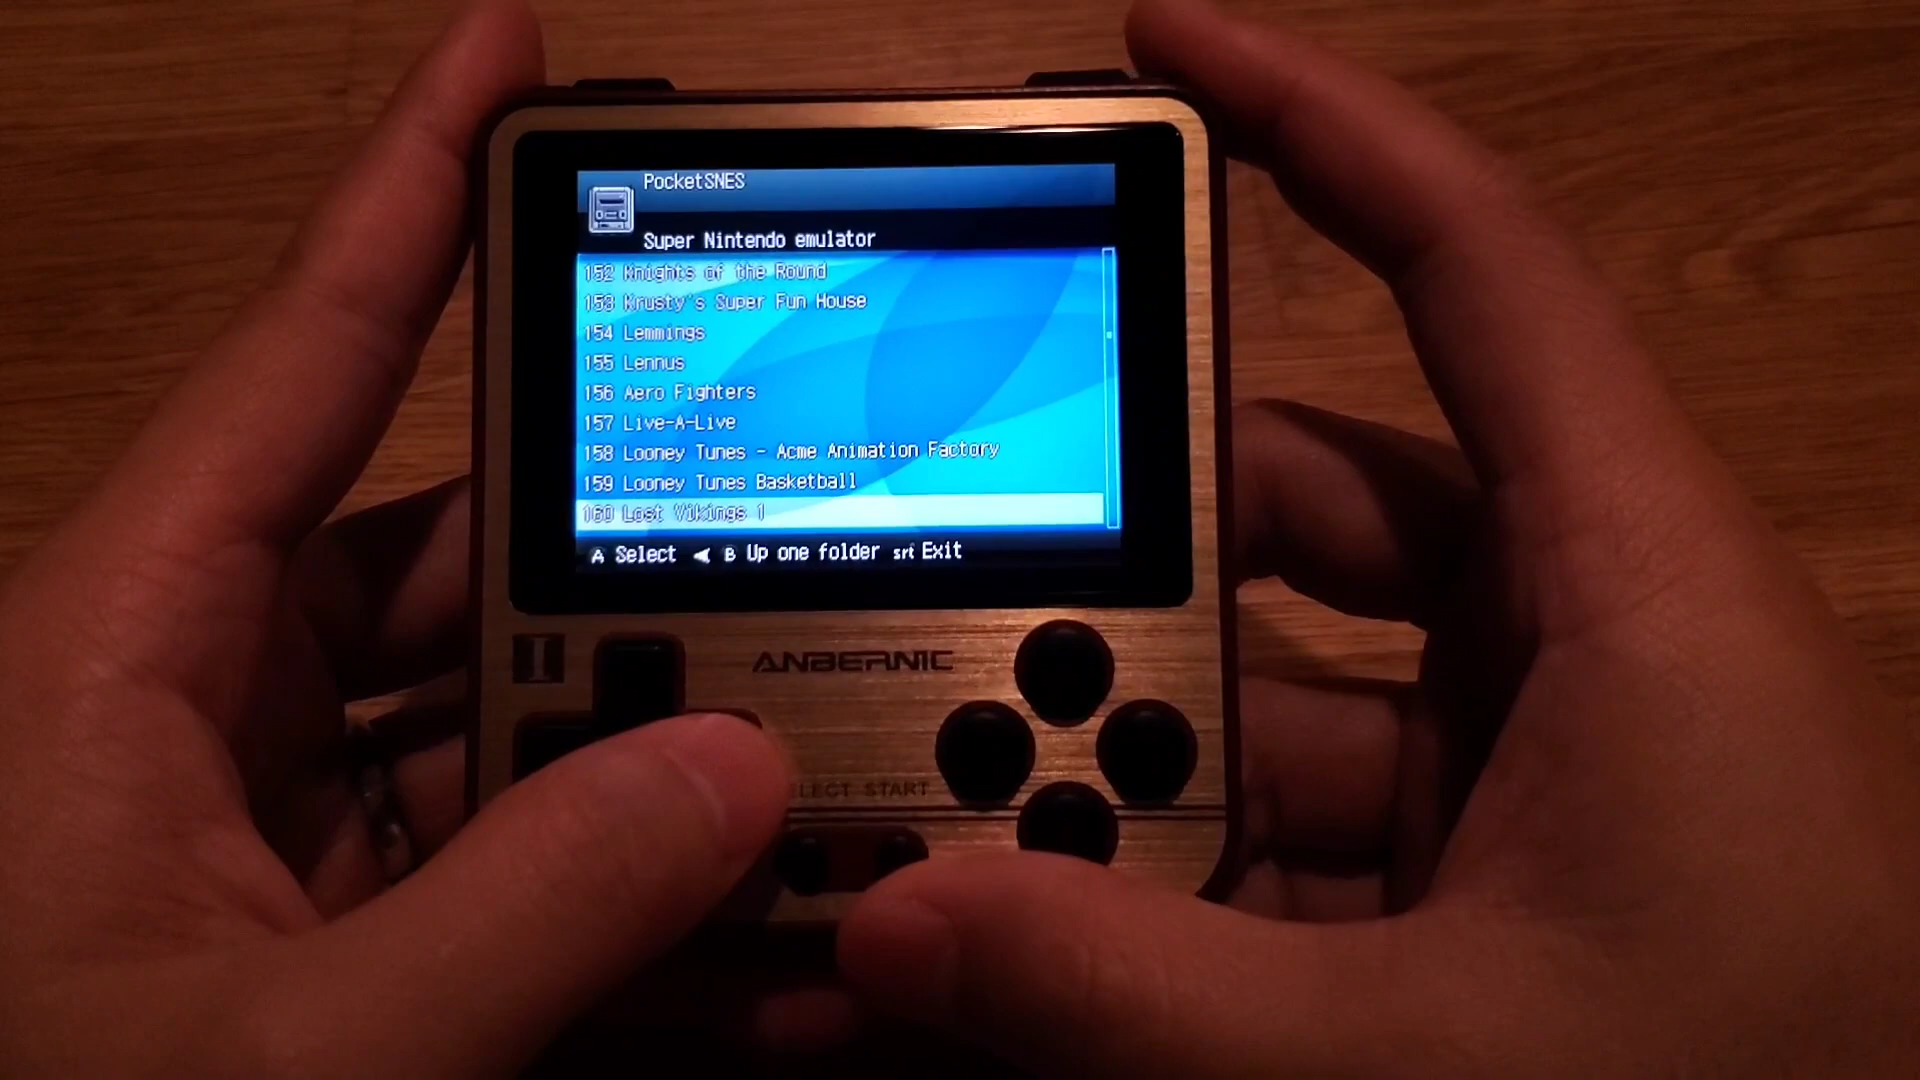 PocketSNES
Super Nintendo emulator
152 Knights of the Round
153 Krusty's Super Fun House
154 Lemmings
155 Lennus
156 Aero Fighters
157 Live-A-Live
158 Looney Tunes - Acme Animation Factory
159 Looney Tunes Basketball
160 Lost Vikings 1
A Select ◀ B Up one folder srt Exit
I
ANBERNIC
ELECT START